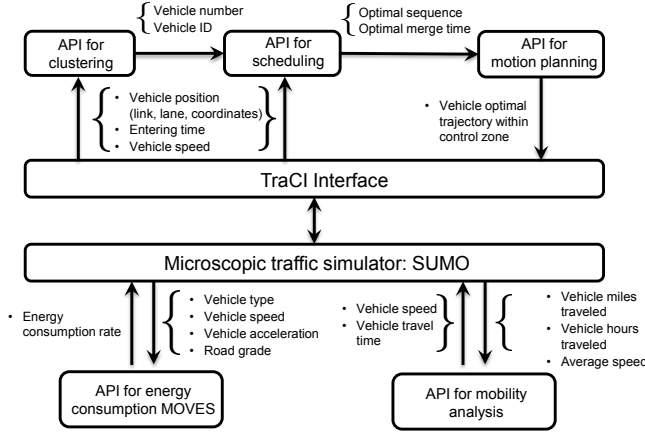 Vehicle number
Vehicle ID
Optimal sequence
Optimal merge time
API for
clustering
API for
scheduling
API for
motion planning
• Vehicle position
(link, lane, coordinates)
• Entering time
• Vehicle speed
• Vehicle optimal
trajectory within
control zone
TraCI Interface
Microscopic traffic simulator: SUMO
• Energy
consumption rate
• Vehicle type
• Vehicle speed
• Vehicle acceleration
• Road grade
• Vehicle speed
• Vehicle travel
time
• Vehicle miles
traveled
• Vehicle hours
traveled
• Average speed
API for energy
consumption MOVES
API for mobility
analysis